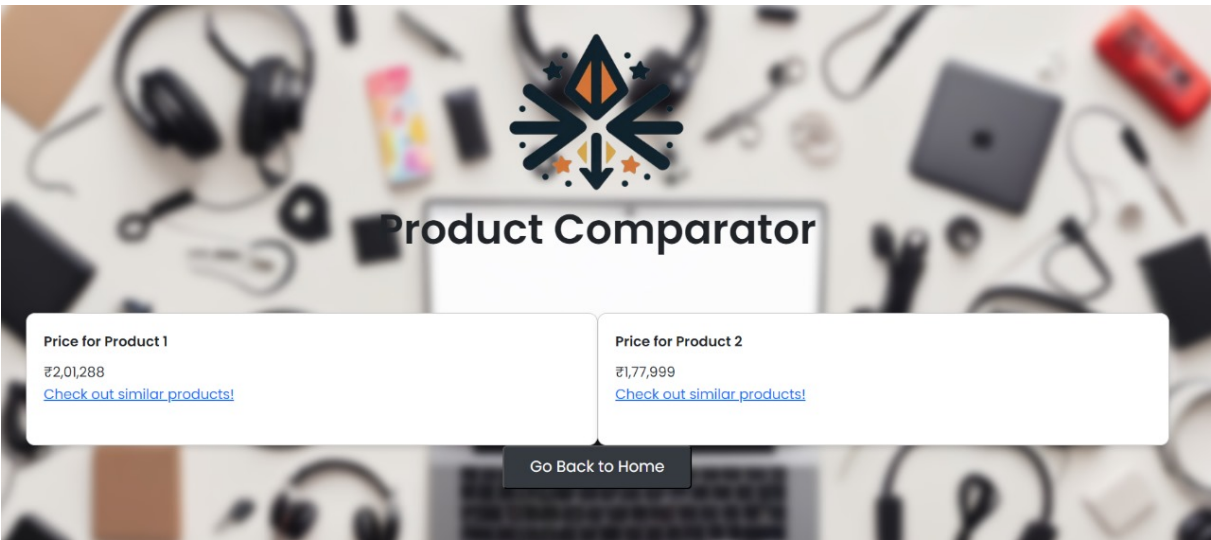 Product Comparator
Price for Product 1
₹2,01,288
Check out similar products!
Price for Product 2
₹1,77,999
Check out similar products!
Go Back to Home